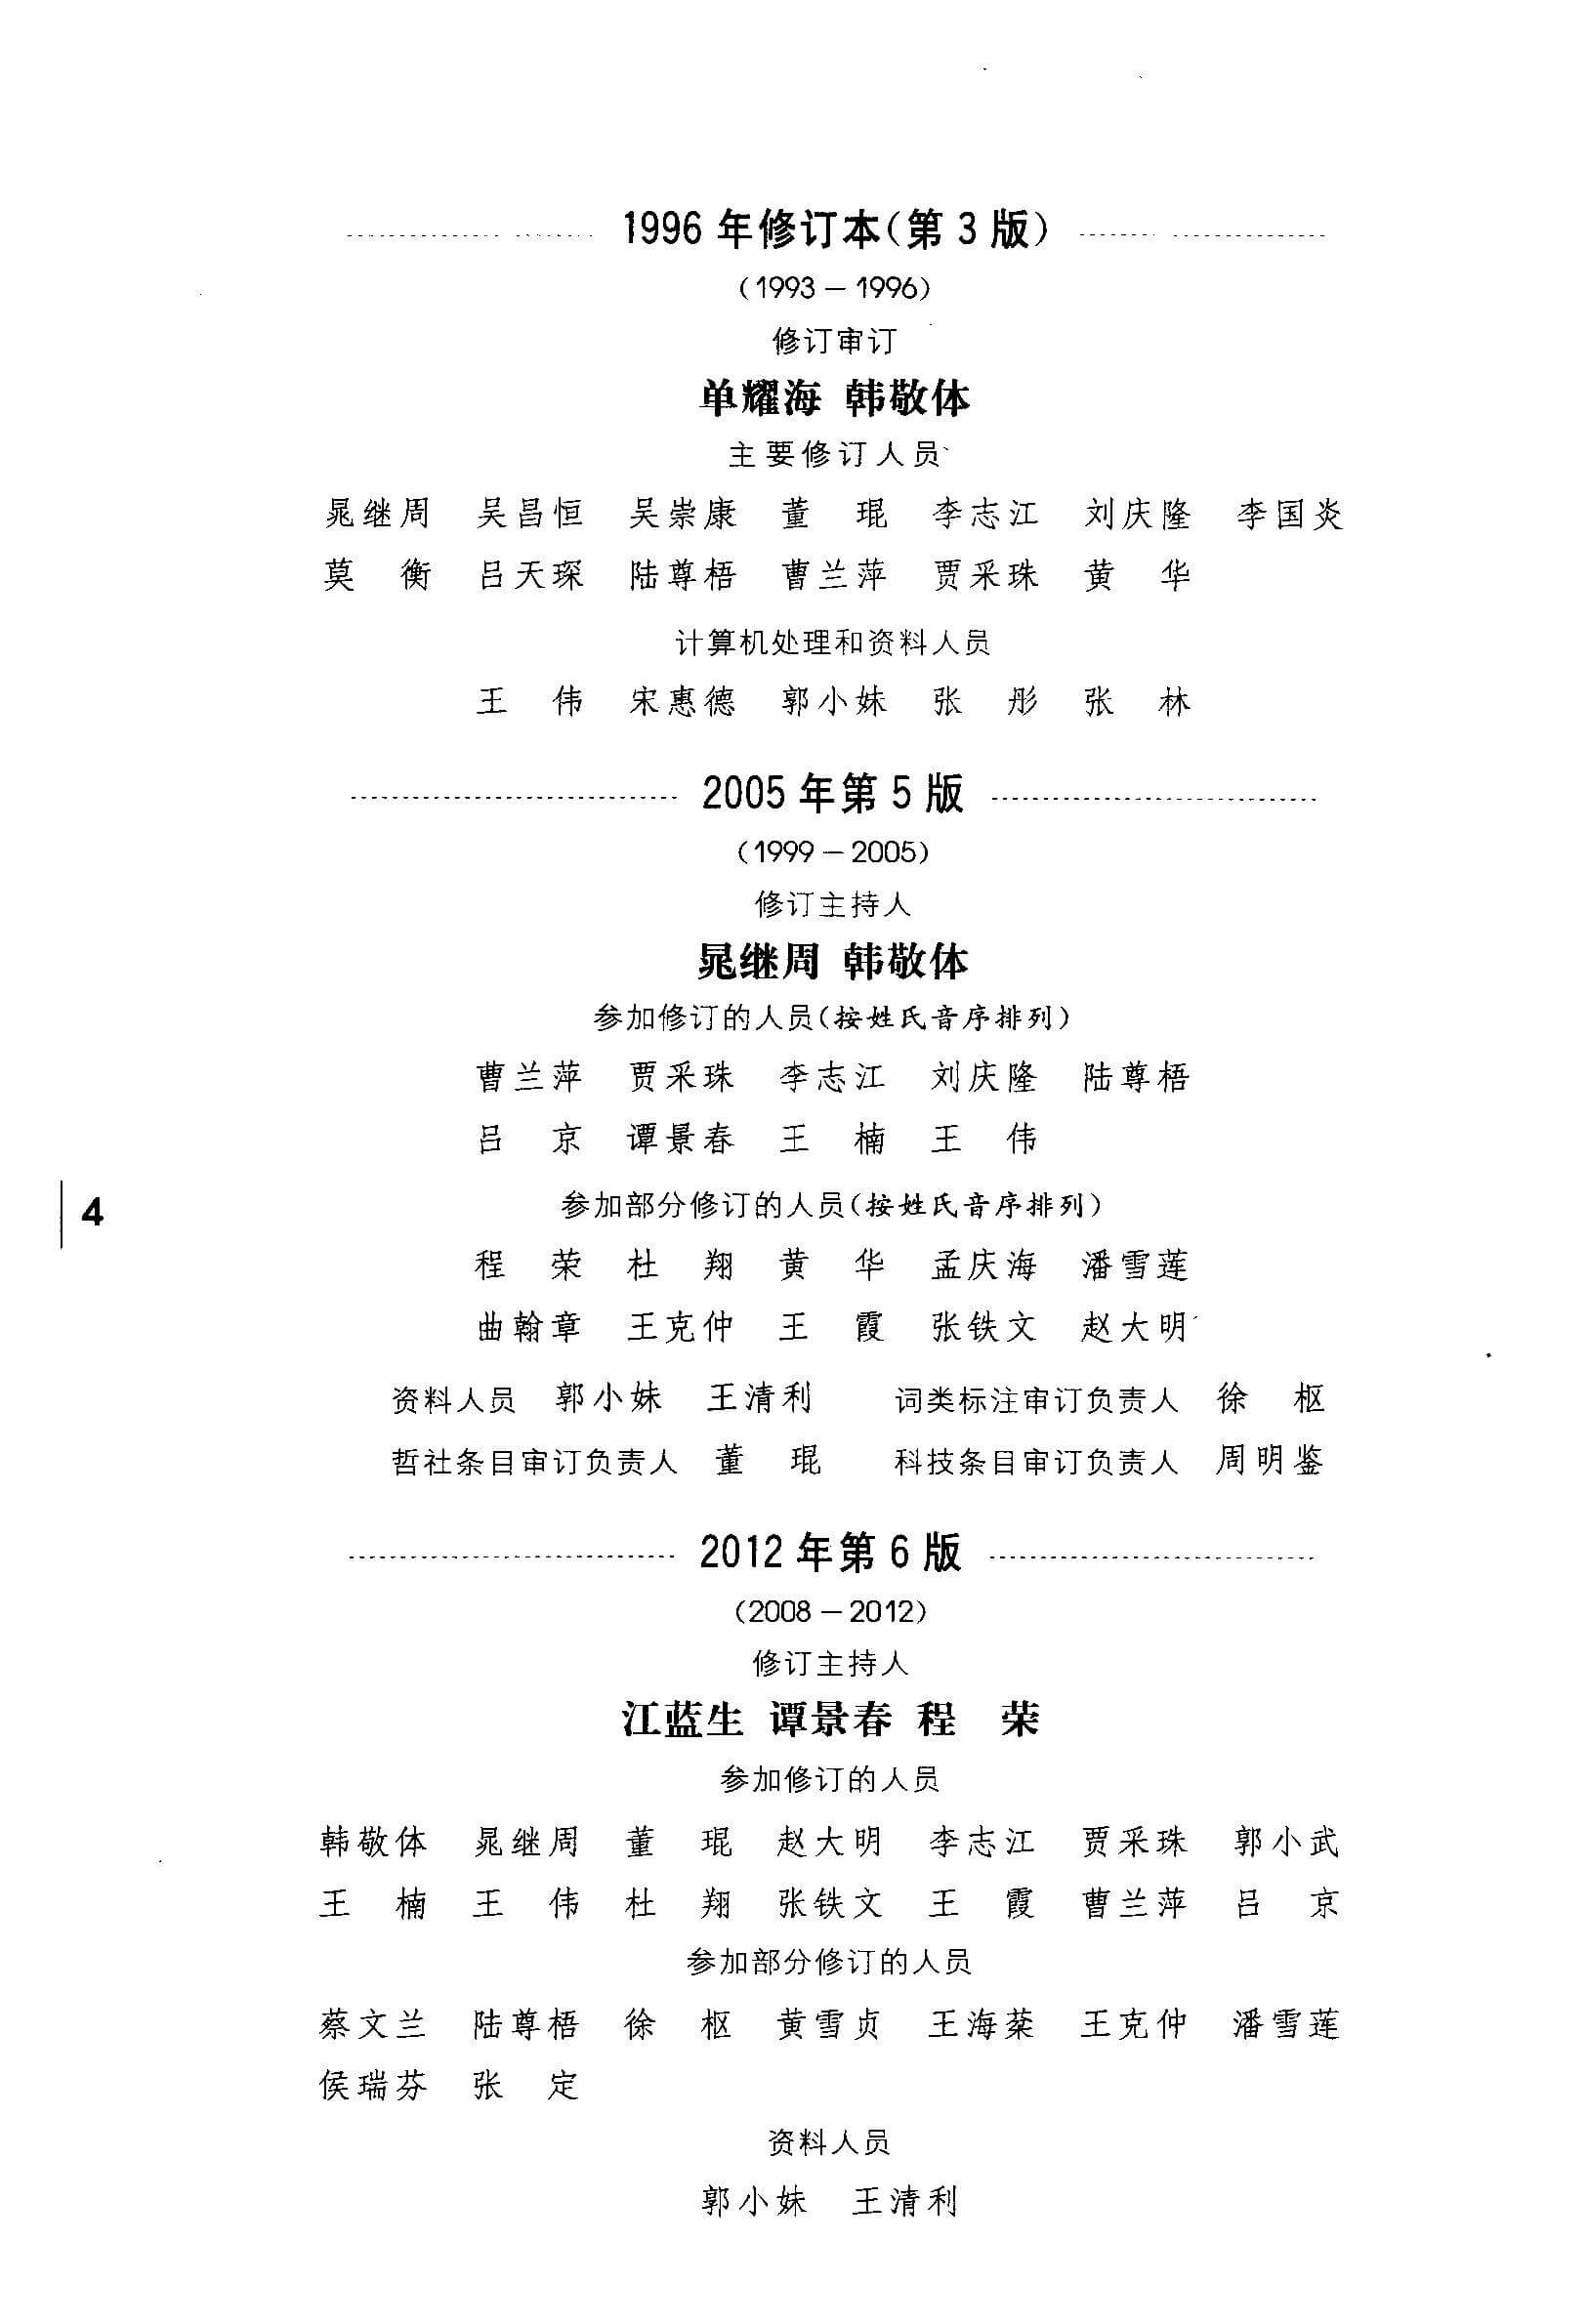 1996 年修订本(第 3 版)
(1993 — 1996)
修订审订
单耀海 韩敬体
主要修订人员
晁继周 吴昌恒 吴崇康 董 琨 李志江 刘庆隆 李国炎
莫 衡 吕天琛 陆尊梧 曹兰萍 贾采珠 黄 华
计算机处理和资料人员
王 伟 宋惠德 郭小妹 张 彤 张 林
2005 年第 5 版
(1999 — 2005)
修订主持人
晁继周 韩敬体
参加修订的人员(按姓氏音序排列)
曹兰萍 贾采珠 李志江 刘庆隆 陆尊梧
吕 京 谭景春 王 楠 王 伟
参加部分修订的人员(按姓氏音序排列)
程 荣 杜 翔 黄 华 孟庆海 潘雪莲
曲翰章 王克仲 王 霞 张铁文 赵大明
资料人员 郭小妹 王清利 词类标注审订负责人 徐 枢
哲社条目审订负责人 董 琨 科技条目审订负责人 周明鉴
4
2012 年第 6 版
(2008 — 2012)
修订主持人
江蓝生 谭景春 程 荣
参加修订的人员
韩敬体 晁继周 董 琨 赵大明 李志江 贾采珠 郭小武
王 楠 王 伟 杜 翔 张铁文 王 霞 曹兰萍 吕 京
参加部分修订的人员
蔡文兰 陆尊梧 徐 枢 黄雪贞 王海棻 王克仲 潘雪莲
侯瑞芬 张 定
资料人员
郭小妹 王清利